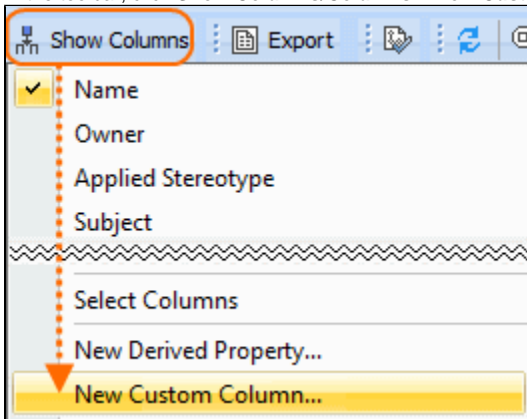 Show Columns Export
Name
Owner
Applied Stereotype
Subject
Select Columns
New Derived Property...
New Custom Column...